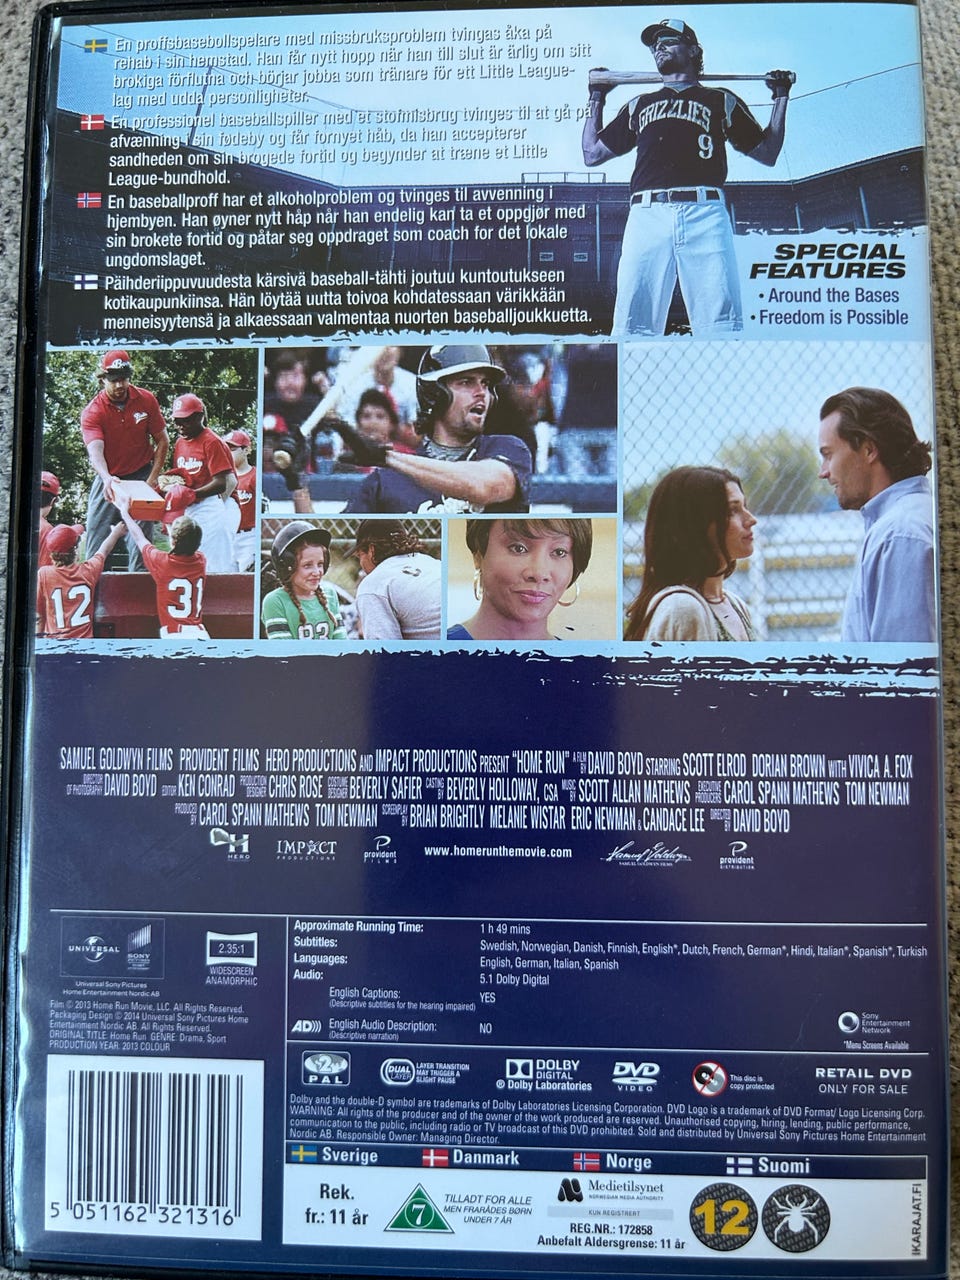 En proffsbasebollspelare med missbruksproblem tvingas åka på
rehab i sin hemstad. Han får nytt hopp när han till slut är ärlig om sitt
brokiga förflutna och börjar jobba som tränare för ett Little League-
lag med udda personligheter.
En professionel baseballspiller med et stofmisbrug tvinges til at gå på
afvænning i sin fødeby og får fornyet håb, da han accepterer
sandheden om sin brogede fortid og begynder at træne et Little
League-bundhold.
En baseballproff har et alkoholproblem og tvinges til avvenning i
hjembyen. Han øyner nytt håp når han endelig kan ta et oppgjør med
sin brokete fortid og påtar seg oppdraget som coach for det lokale
ungdomslaget.
Päihderiippuvuudesta kärsivä baseball-tähti joutuu kuntoutukseen
kotikaupunkiinsa. Hän löytää uutta toivoa kohdatessaan värikkään
menneisyytensä ja alkaessaan valmentaa nuorten baseballjoukkuetta.
GRIZZLIES
9
SPECIAL
FEATURES
• Around the Bases
• Freedom is Possible
12
31
93
SAMUEL GOLDWYN FILMS PROVIDENT FILMS HERO PRODUCTIONS AND IMPACT PRODUCTIONS PRESENT "HOME RUN" A FILM BY DAVID BOYD STARRING SCOTT ELROD DORIAN BROWN WITH VIVICA A. FOX
DIRECTOR OF PHOTOGRAPHY DAVID BOYD EDITOR KEN CONRAD PRODUCTION DESIGNER CHRIS ROSE COSTUME DESIGNER BEVERLY SAFIER CASTING BY BEVERLY HOLLOWAY, CSA MUSIC BY SCOTT ALLAN MATHEWS EXECUTIVE PRODUCERS CAROL SPANN MATHEWS TOM NEWMAN
PRODUCED BY CAROL SPANN MATHEWS TOM NEWMAN SCREENPLAY BY BRIAN BRIGHTLY MELANIE WISTAR ERIC NEWMAN & CANDACE LEE DIRECTED BY DAVID BOYD
H HERO
IMPACT PRODUCTIONS
provident FILMS
www.homerunthemovie.com
Samuel Goldwyn SAMUEL GOLDWYN FILMS
provident DISTRIBUTION
UNIVERSAL
SONY PICTURES
Universal Sony Pictures
Home Entertainment Nordic AB
2.35:1
WIDESCREEN
ANAMORPHIC
Film © 2013 Home Run Movie, LLC. All Rights Reserved.
Packaging Design © 2014 Universal Sony Pictures Home
Entertainment Nordic AB. All Rights Reserved.
ORIGINAL TITLE: Home Run GENRE: Drama, Sport
PRODUCTION YEAR: 2013 COLOUR
Approximate Running Time: 1 h 49 mins
Subtitles: Swedish, Norwegian, Danish, Finnish, English*, Dutch, French, German*, Hindi, Italian*, Spanish*, Turkish
Languages: English, German, Italian, Spanish
Audio: 5.1 Dolby Digital
English Captions: YES
(Descriptive subtitles for the hearing impaired)
AD))) English Audio Description: NO
(Descriptive narration)
Sony
Entertainment
Network
*Menu Screens Available
2
PAL
DUAL LAYER
LAYER TRANSITION
MAY TRIGGER A
SLIGHT PAUSE
DOLBY
DIGITAL
® Dolby Laboratories
DVD
VIDEO
This disc is
copy protected
RETAIL DVD
ONLY FOR SALE
Dolby and the double-D symbol are trademarks of Dolby Laboratories Licensing Corporation. DVD Logo is a trademark of DVD Format/ Logo Licensing Corp.
WARNING: All rights of the producer and of the owner of the work produced are reserved. Unauthorised copying, hiring, lending, public performance,
communication to the public, including radio or TV broadcast of this DVD prohibited. Sold and distributed by Universal Sony Pictures Home Entertainment
Nordic AB. Responsible Owner: Managing Director.
Sverige
Danmark
Norge
Suomi
Rek.
fr.: 11 år
7
TILLADT FOR ALLE
MEN FRARÅDES BØRN
UNDER 7 ÅR
Medietilsynet
NORWEGIAN MEDIA AUTHORITY
KUN REGISTRERT
REG.NR.: 172858
Anbefalt Aldersgrense: 11 år
12
IKARAJAT.FI
5 051162 321316